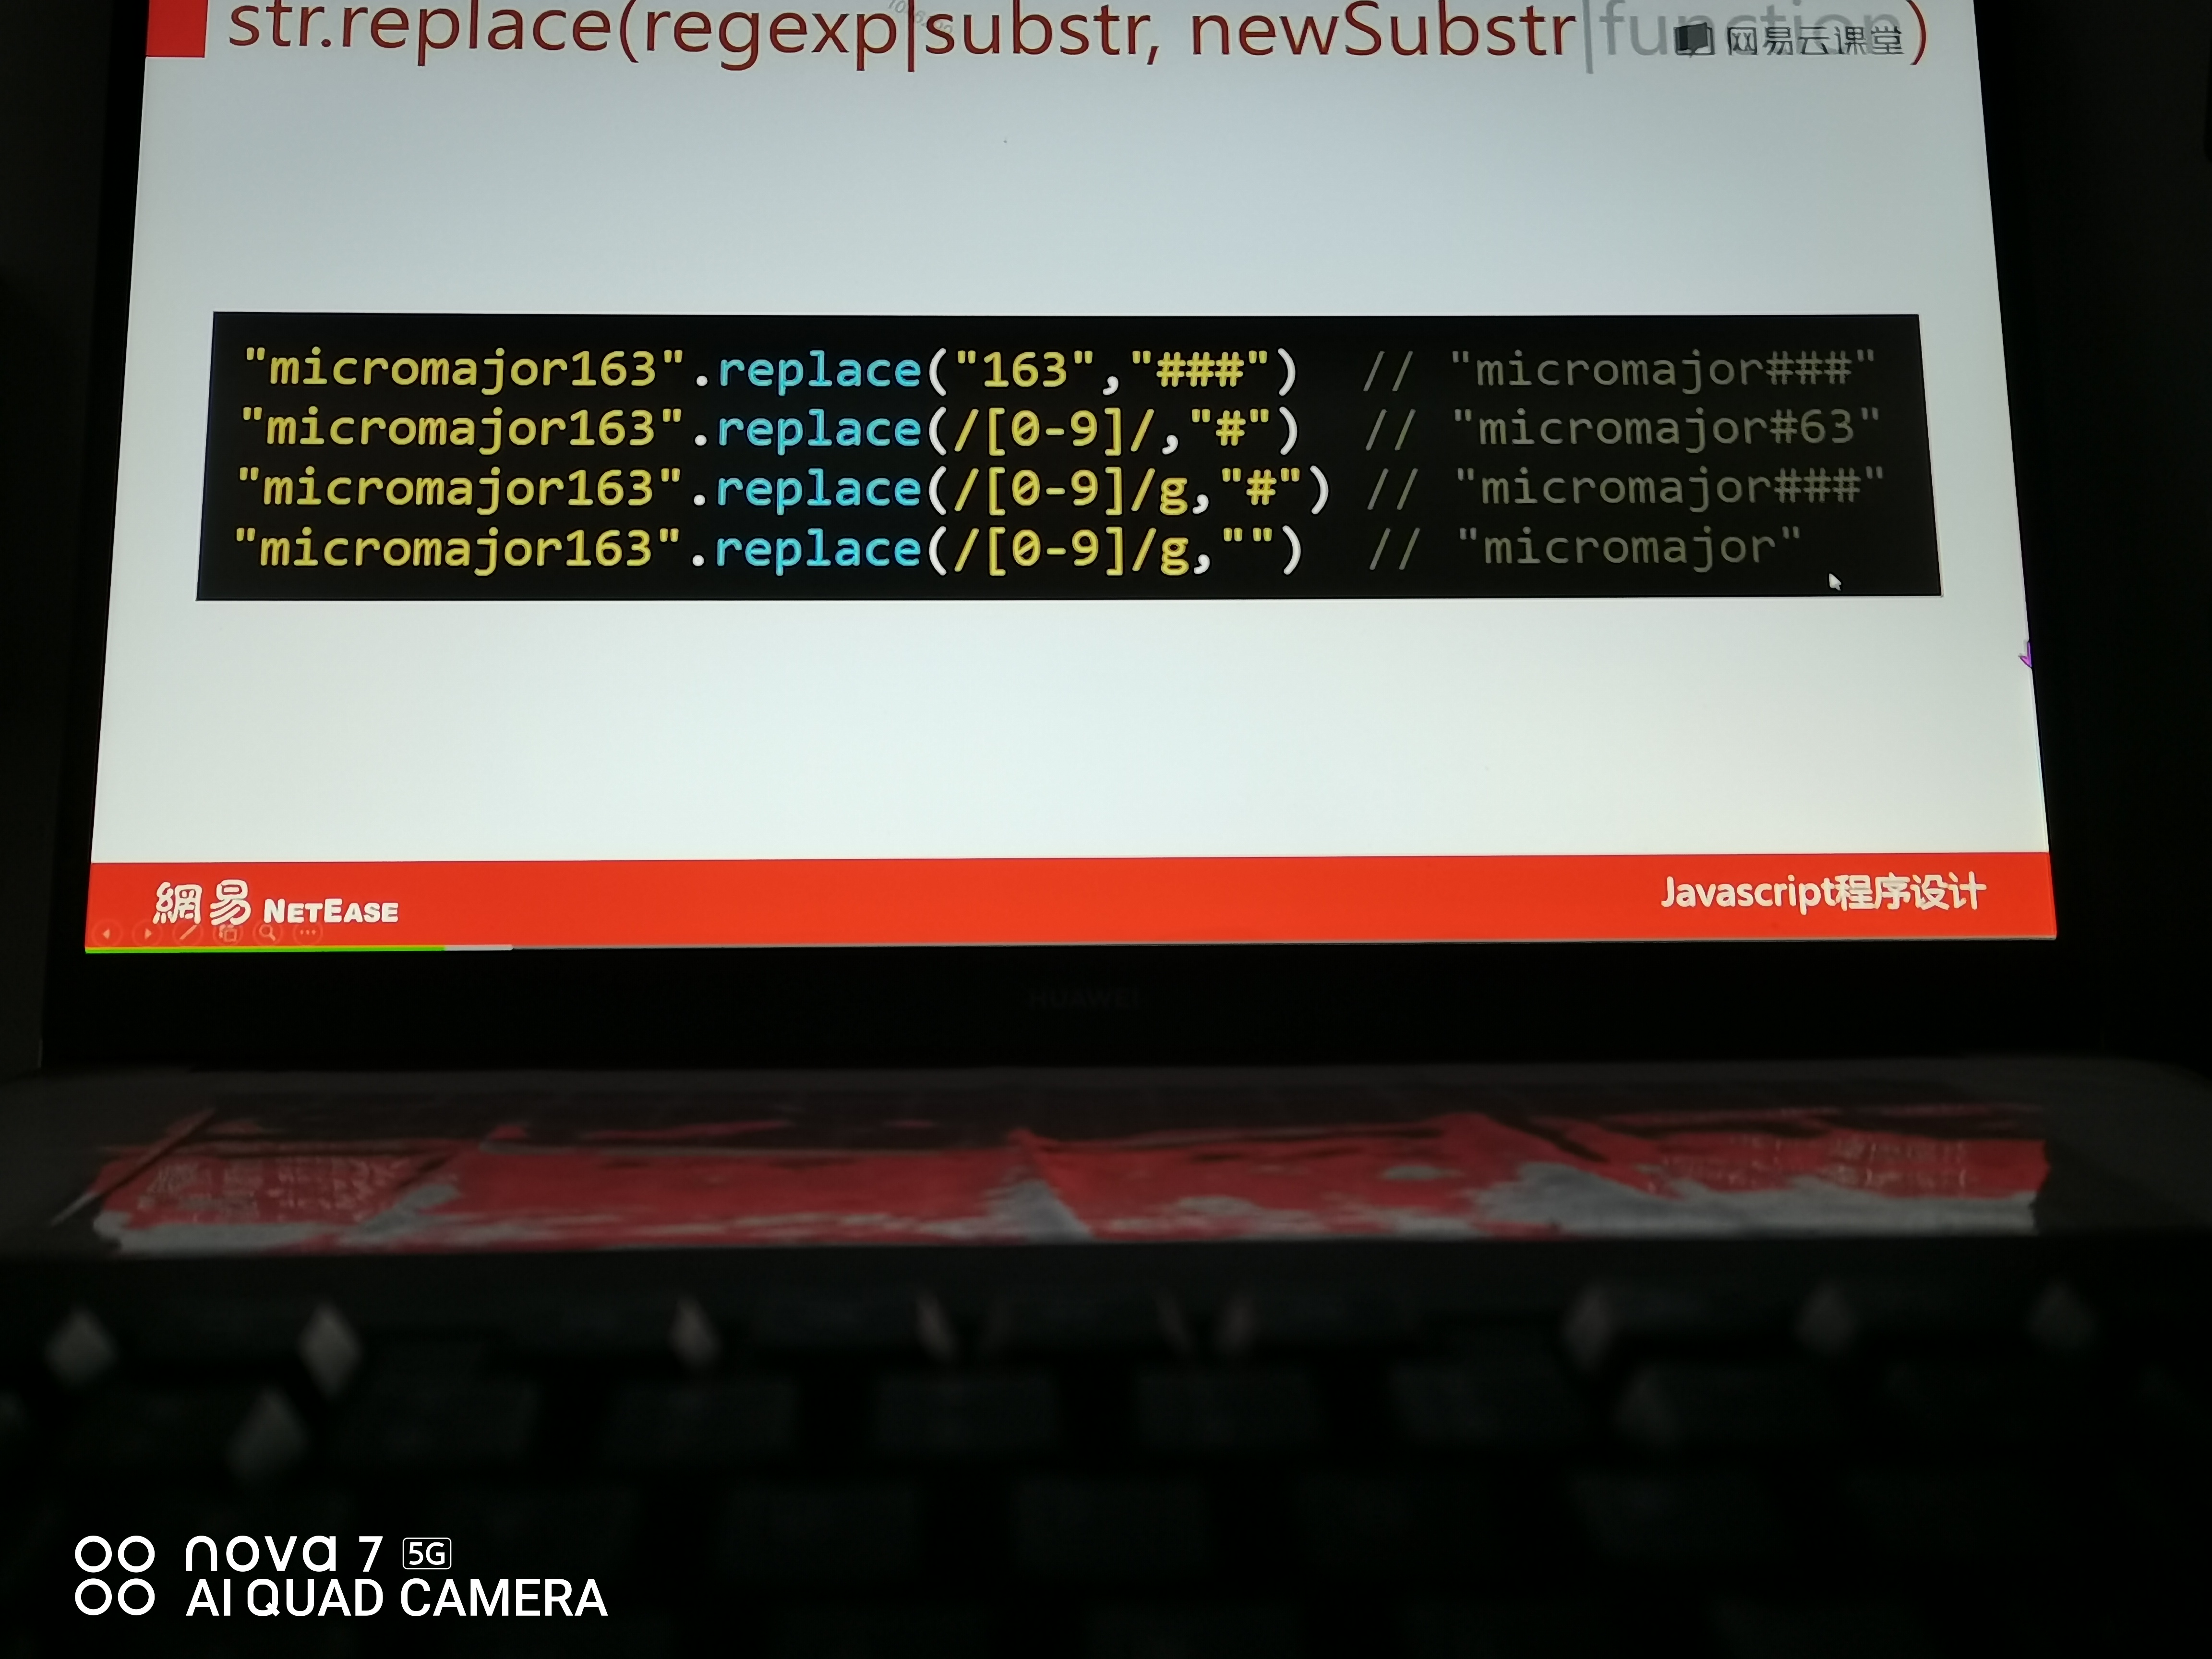 str.replace(regexp|substr, newSubstr|function)
网易云课堂
"micromajor163".replace("163","###") // "micromajor###"
"micromajor163".replace(/[0-9]/,"#") // "micromajor#63"
"micromajor163".replace(/[0-9]/g,"#") // "micromajor###"
"micromajor163".replace(/[0-9]/g,"") // "micromajor"
網易 NETEASE
Javascript程序设计
HUAWEI
nova 7 5G
AI QUAD CAMERA